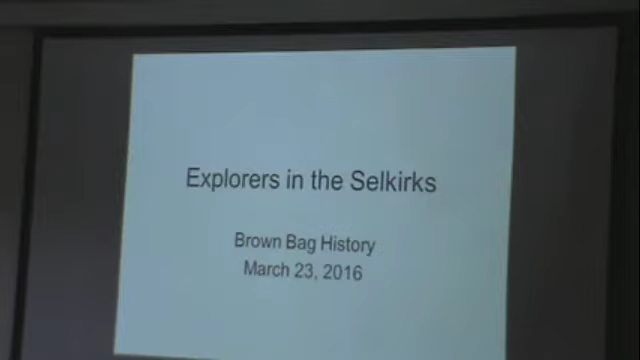 Explorers in the Selkirks
Brown Bag History
March 23, 2016